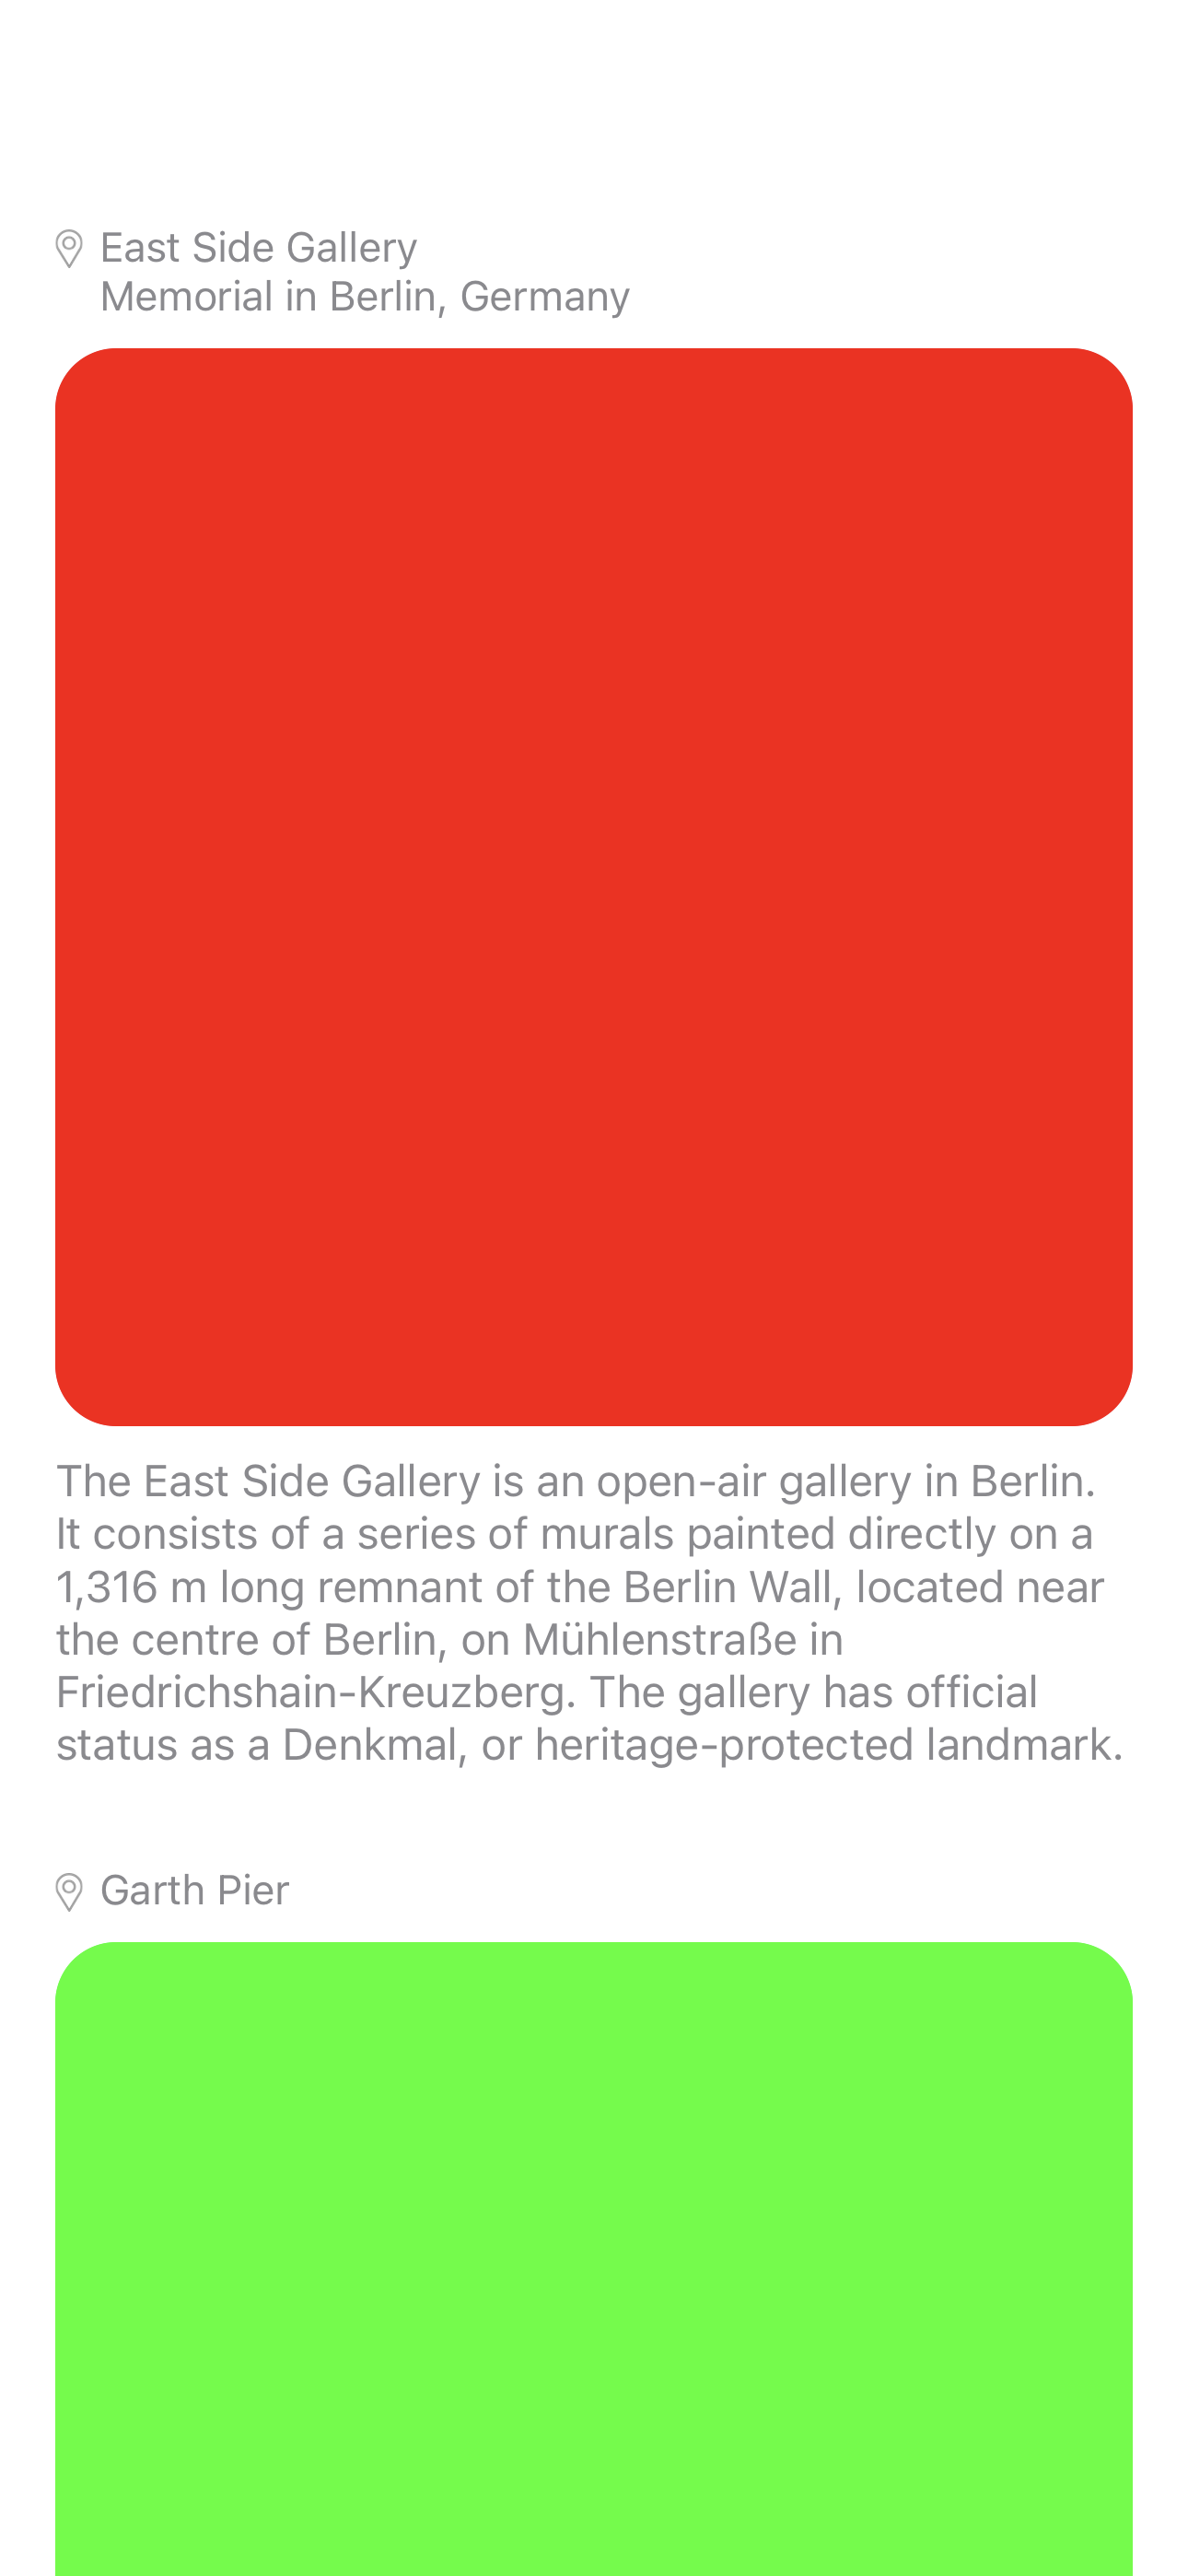 East Side Gallery
Memorial in Berlin, Germany
The East Side Gallery is an open-air gallery in Berlin.
It consists of a series of murals painted directly on a
1,316 m long remnant of the Berlin Wall, located near
the centre of Berlin, on Mühlenstraße in
Friedrichshain-Kreuzberg. The gallery has official
status as a Denkmal, or heritage-protected landmark.
Garth Pier